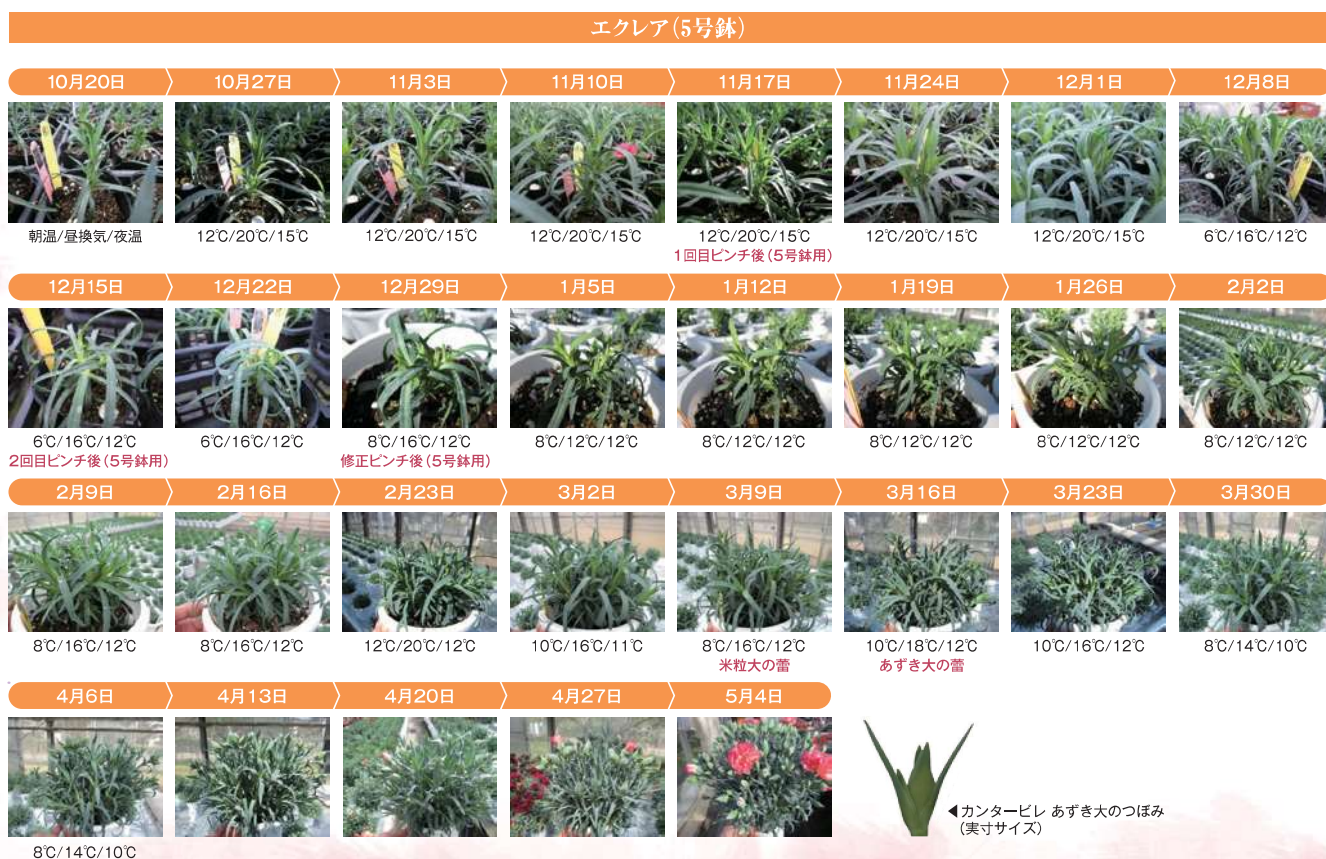 エクレア(5号鉢)
10月20日 10月27日 11月3日 11月10日 11月17日 11月24日 12月1日 12月8日
朝温/昼換気/夜温 12℃/20℃/15℃ 12℃/20℃/15℃ 12℃/20℃/15℃ 12℃/20℃/15℃ 12℃/20℃/15℃ 12℃/20℃/15℃ 6℃/16℃/12℃
1回目ピンチ後(5号鉢用)
12月15日 12月22日 12月29日 1月5日 1月12日 1月19日 1月26日 2月2日
6℃/16℃/12℃ 6℃/16℃/12℃ 8℃/16℃/12℃ 8℃/12℃/12℃ 8℃/12℃/12℃ 8℃/12℃/12℃ 8℃/12℃/12℃ 8℃/12℃/12℃
2回目ピンチ後(5号鉢用) 修正ピンチ後(5号鉢用)
2月9日 2月16日 2月23日 3月2日 3月9日 3月16日 3月23日 3月30日
8℃/16℃/12℃ 8℃/16℃/12℃ 12℃/20℃/12℃ 10℃/16℃/11℃ 8℃/16℃/12℃ 10℃/18℃/12℃ 10℃/16℃/12℃ 8℃/14℃/10℃
米粒大の蕾 あずき大の蕾
4月6日 4月13日 4月20日 4月27日 5月4日
◀カンタービレ あずき大のつぼみ
(実寸サイズ)
8℃/14℃/10℃